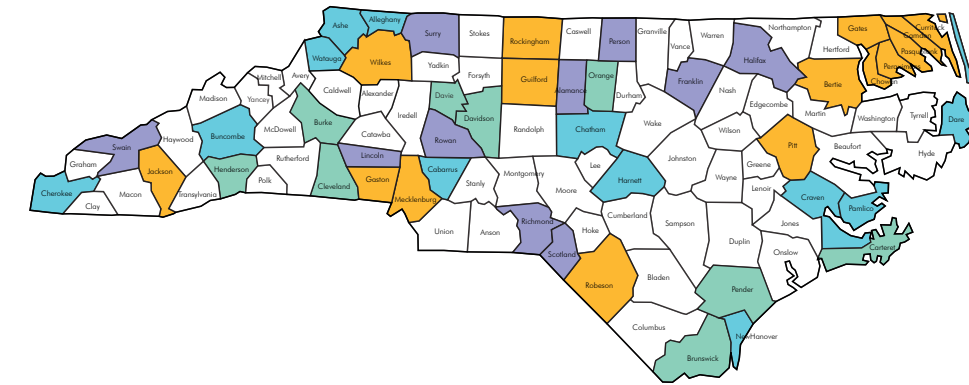 Ashe
Alleghany
Surry
Stokes
Rockingham
Caswell
Person
Granville
Vance
Warren
Northampton
Gates
Currituck
Camden
Pasquotank
Perquimans
Chowan
Hertford
Halifax
Watauga
Wilkes
Yadkin
Forsyth
Guilford
Alamance
Orange
Durham
Franklin
Nash
Edgecombe
Bertie
Martin
Washington
Tyrrell
Dare
Mitchell
Avery
Caldwell
Alexander
Iredell
Davie
Davidson
Randolph
Chatham
Wake
Wilson
Pitt
Beaufort
Hyde
Madison
Yancey
McDowell
Burke
Catawba
Rowan
Swain
Haywood
Buncombe
Rutherford
Lincoln
Cabarrus
Stanly
Montgomery
Moore
Lee
Harnett
Johnston
Wayne
Greene
Lenoir
Craven
Pamlico
Graham
Jackson
Henderson
Polk
Cleveland
Gaston
Mecklenburg
Cherokee
Clay
Macon
Transylvania
Union
Anson
Richmond
Scotland
Hoke
Cumberland
Sampson
Duplin
Jones
Onslow
Carteret
Robeson
Bladen
Pender
Columbus
NewHanover
Brunswick